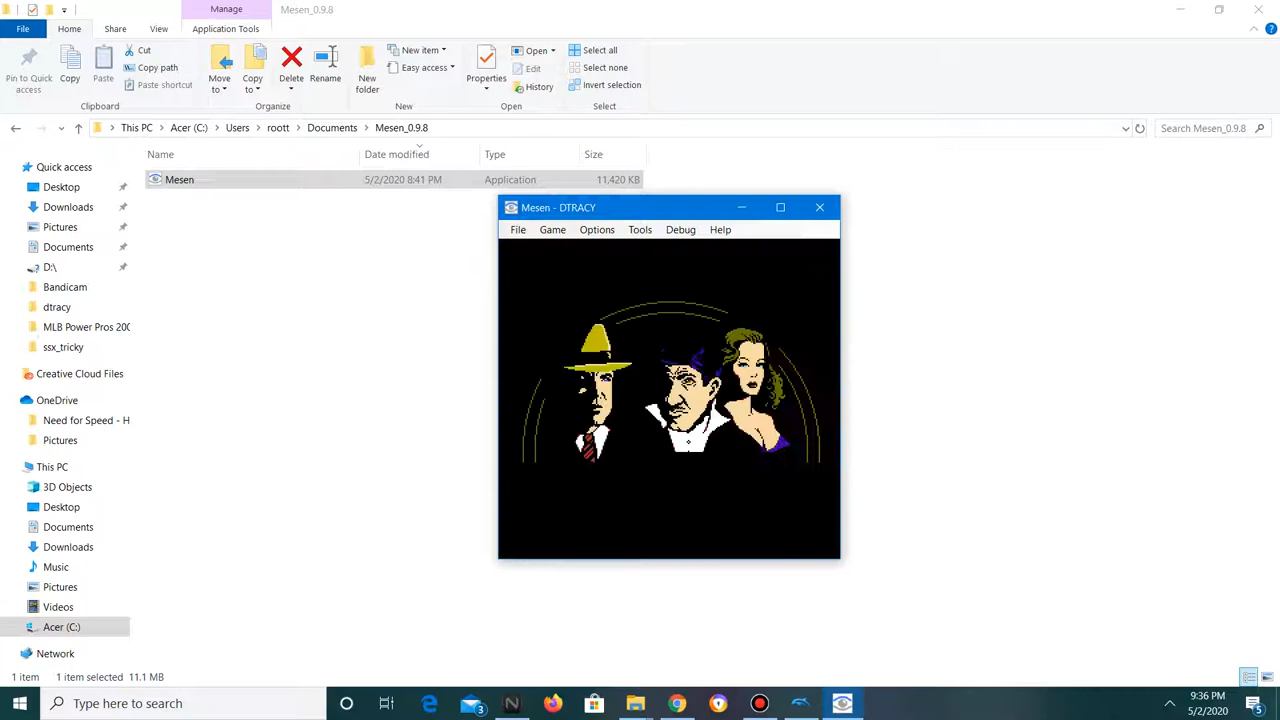 Manage
Mesen_0.9.8
File
Home
Share
View
Application Tools
Pin to Quick access
Copy
Paste
Cut
Copy path
Paste shortcut
Clipboard
Move to
Copy to
Delete
Rename
Organize
New folder
New item
Easy access
New
Properties
Open
Edit
History
Open
Select all
Select none
Invert selection
Select
This PC > Acer (C:) > Users > roott > Documents > Mesen_0.9.8
Search Mesen_0.9.8
Name Date modified Type Size
Mesen 5/2/2020 8:41 PM Application 11,420 KB
Quick access
Desktop
Downloads
Pictures
Documents
D:\
Bandicam
dtracy
MLB Power Pros 200
ssx_tricky
Creative Cloud Files
OneDrive
Need for Speed - H
Pictures
This PC
3D Objects
Desktop
Documents
Downloads
Music
Pictures
Videos
Acer (C:)
Network
Mesen - DTRACY
File Game Options Tools Debug Help
1 item 1 item selected 11.1 MB
Type here to search
3
9:36 PM
5/2/2020
5